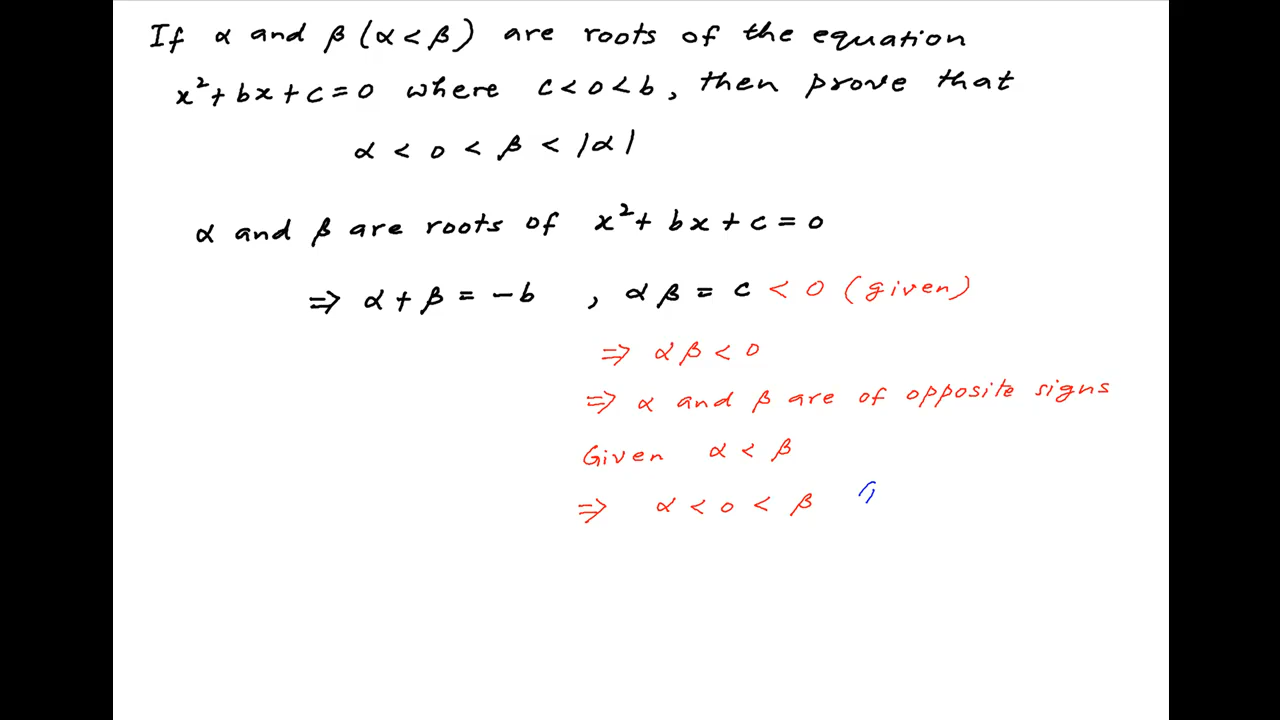 If α and β (α < β) are roots of the equation
x² + bx + c = 0 where c < 0 < b, then prove that
α < 0 < β < |α|
α and β are roots of x² + bx + c = 0
⇒ α + β = -b , αβ = c < 0 (given)
⇒ αβ < 0
⇒ α and β are of opposite signs
Given α < β
⇒ α < 0 < β